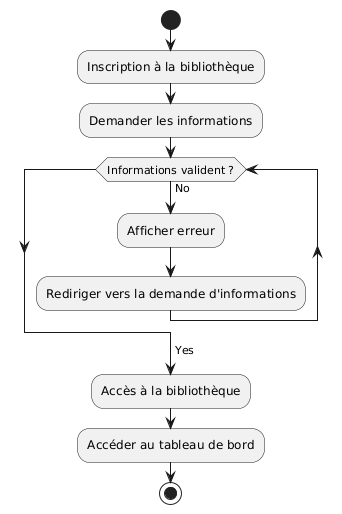 Inscription à la bibliothèque
Demander les informations
Informations valident ?
No
Afficher erreur
Rediriger vers la demande d'informations
Yes
Accès à la bibliothèque
Accéder au tableau de bord